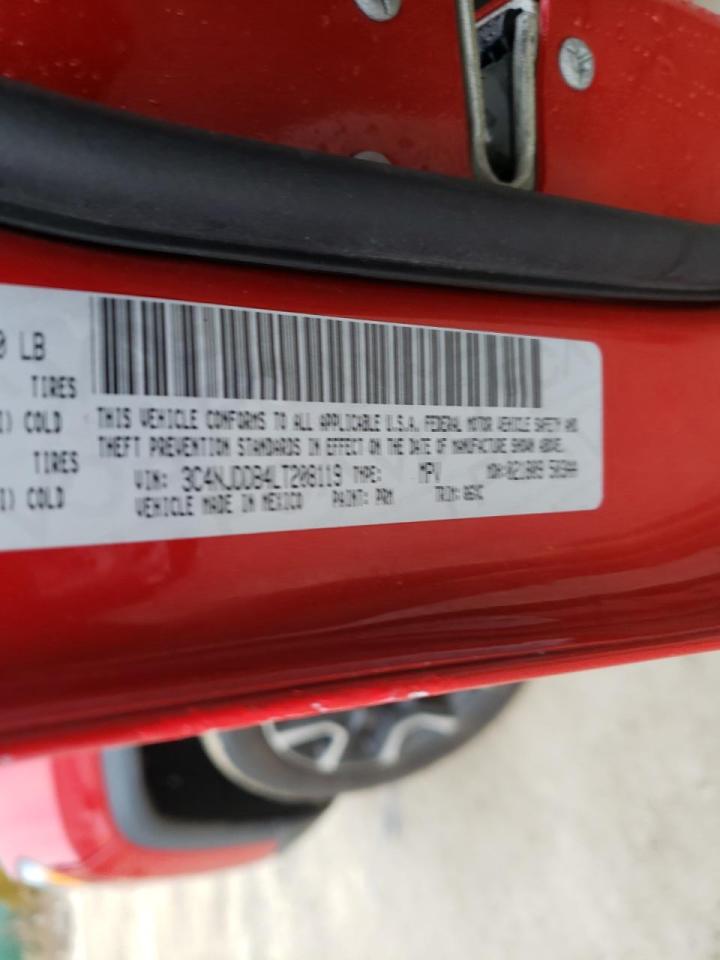 0 LB
TIRES
I) COLD
TIRES
I) COLD
THIS VEHICLE CONFORMS TO ALL APPLICABLE U.S.A. FEDERAL MOTOR VEHICLE SAFETY AND
THEFT PREVENTION STANDARDS IN EFFECT ON THE DATE OF MANUFACTURE SHOWN ABOVE.
VIN: 3C4NJDDB4LT208119 TYPE: MPV
VEHICLE MADE IN MEXICO PAINT: PRM TRIM: